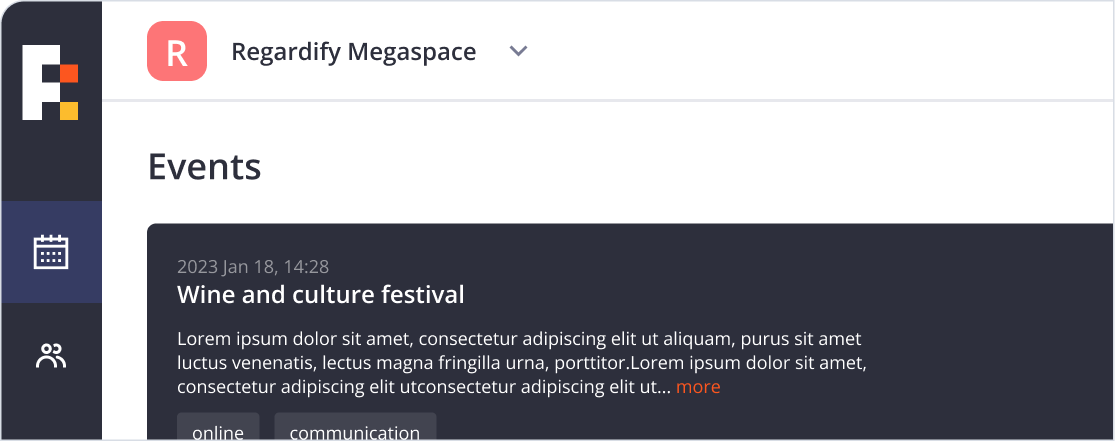 R Regardify Megaspace
Events
2023 Jan 18, 14:28
Wine and culture festival
Lorem ipsum dolor sit amet, consectetur adipiscing elit ut aliquam, purus sit amet
luctus venenatis, lectus magna fringilla urna, porttitor.Lorem ipsum dolor sit amet,
consectetur adipiscing elit utconsectetur adipiscing elit ut... more
online communication